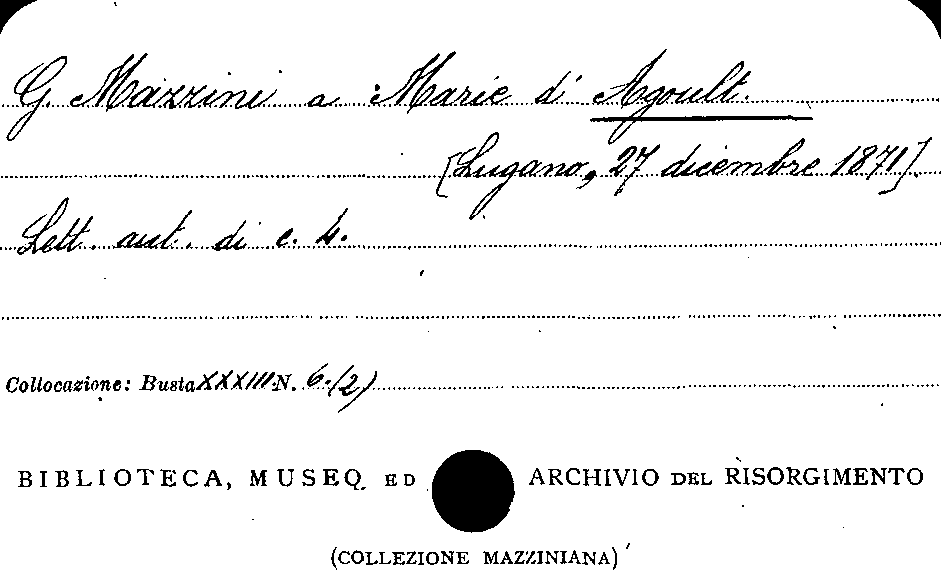 G. Mazzini a Marie d' Agoult.
[Lugano, 27 dicembre 1871].
Lett. aut. di c. 4.
Collocazione: Busta XXXIII N. 6.(2)
BIBLIOTECA, MUSEO ED ARCHIVIO DEL RISORGIMENTO
(COLLEZIONE MAZZINIANA)